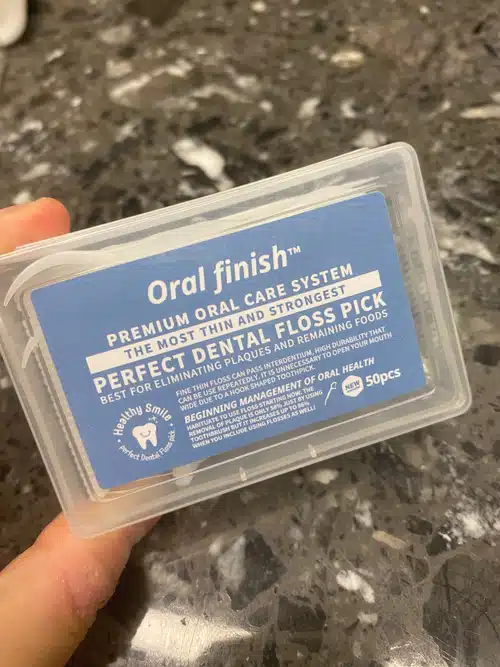 Oral finish™
PREMIUM ORAL CARE SYSTEM
THE MOST THIN AND STRONGEST
PERFECT DENTAL FLOSS PICK
BEST FOR ELIMINATING PLAQUES AND REMAINING FOODS
FINE THIN FLOSS CAN PASS INTERDENTIUM, HIGH DURABILITY THAT
CAN BE USE REPEATEDLY, IT IS UNNECESSARY TO OPEN YOUR MOUTH
WIDE DUE TO A HOOK SHAPED TOOTHPICK.
BEGINNING MANAGEMENT OF ORAL HEALTH
HABITUATE TO USE FLOSS STARTING NOW. THE
REMOVAL OF PLAQUE IS ONLY 58% JUST BY USING
TOOTHBRUSH BUT IT INCREASES UP TO 86%
WHEN YOU INCLUDE USING FLOSSERS AS WELL!
NEW
50pcs
Healthy Smile
perfect Dental Floss pick